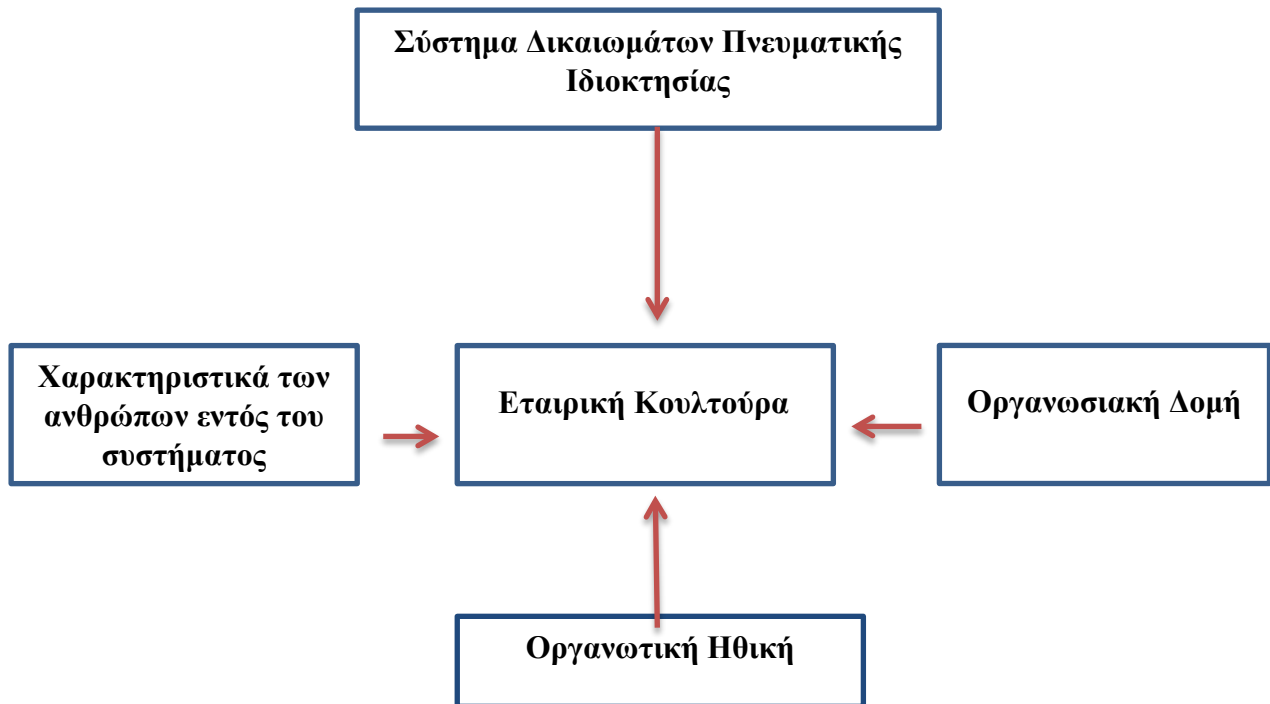 Σύστημα Δικαιωμάτων Πνευματικής
Ιδιοκτησίας
Χαρακτηριστικά των
ανθρώπων εντός του
συστήματος
Εταιρική Κουλτούρα
Οργανωσιακή Δομή
Οργανωτική Ηθική